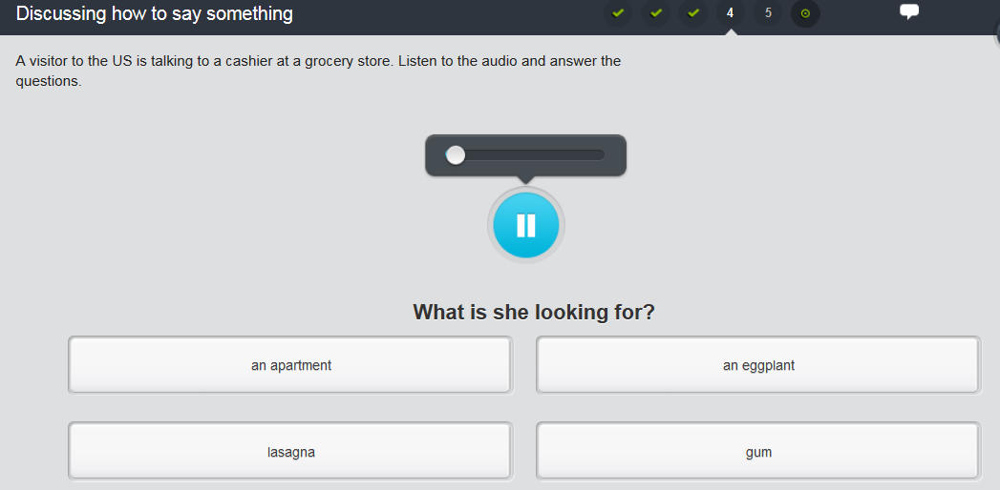 Discussing how to say something
4 5
A visitor to the US is talking to a cashier at a grocery store. Listen to the audio and answer the
questions.
What is she looking for?
an apartment
an eggplant
lasagna
gum